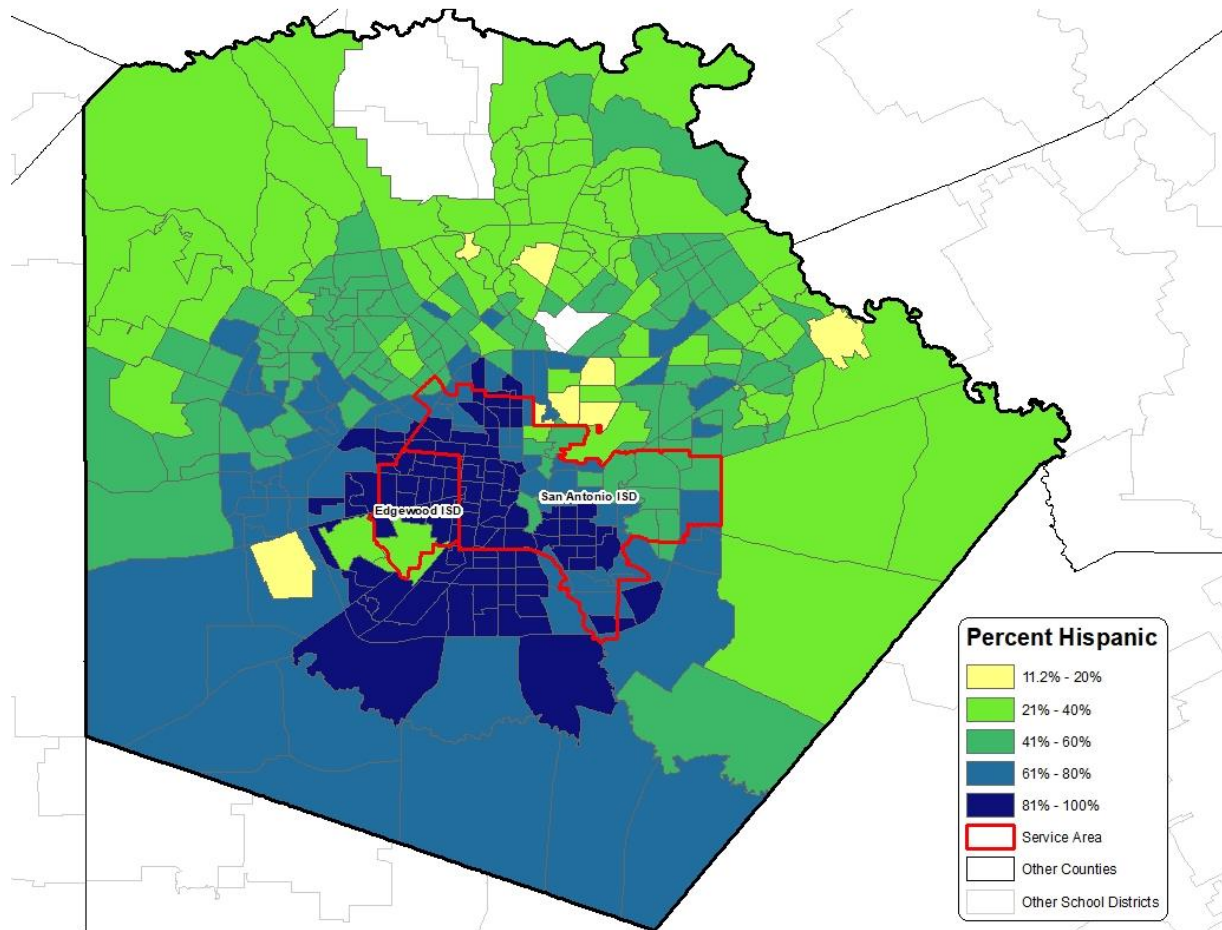 San Antonio ISD
Edgewood ISD
Percent Hispanic
11.2% - 20%
21% - 40%
41% - 60%
61% - 80%
81% - 100%
Service Area
Other Counties
Other School Districts